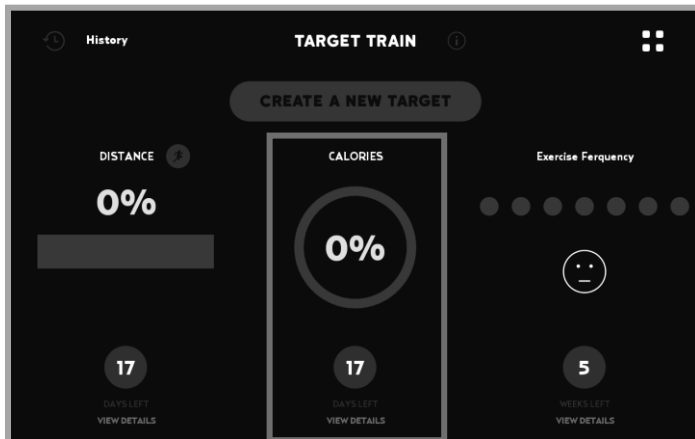 History
TARGET TRAIN
CREATE A NEW TARGET
DISTANCE
0%
17
DAYS LEFT
VIEW DETAILS
CALORIES
0%
17
DAYS LEFT
VIEW DETAILS
Exercise Ferquency
5
WEEKS LEFT
VIEW DETAILS